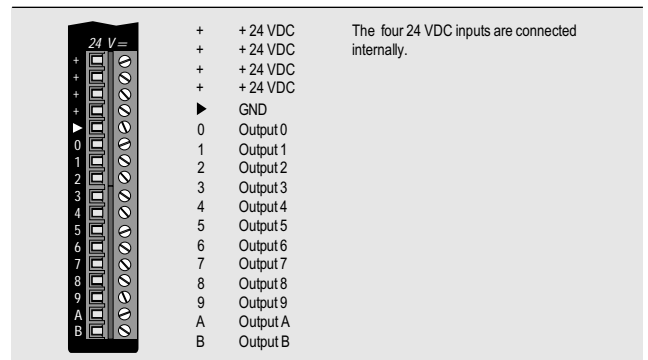 24 V=
+
+
+
+
▶
0
1
2
3
4
5
6
7
8
9
A
B
+ + 24 VDC
+ + 24 VDC
+ + 24 VDC
+ + 24 VDC
▶ GND
0 Output 0
1 Output 1
2 Output 2
3 Output 3
4 Output 4
5 Output 5
6 Output 6
7 Output 7
8 Output 8
9 Output 9
A Output A
B Output B
The four 24 VDC inputs are connected
internally.